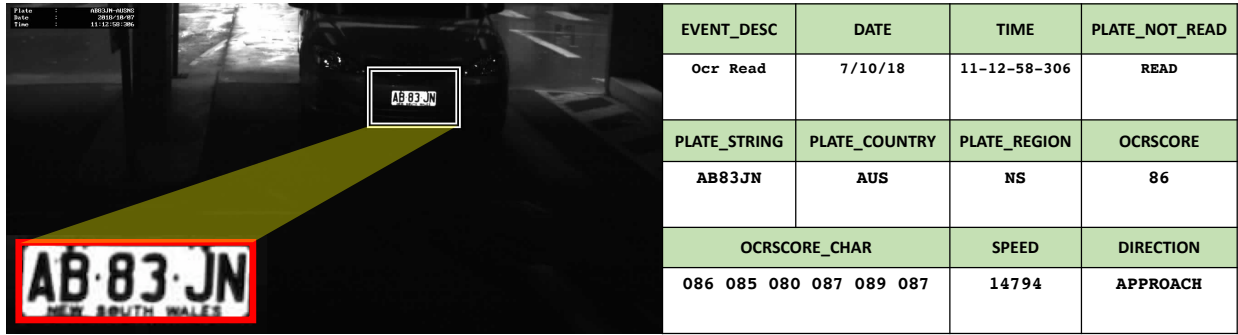 Plate : AB83JN-AUSNS
Date : 2018/10/07
Time : 11:12:58:306
AB·83·JN
AB·83·JN
NEW SOUTH WALES
EVENT_DESC DATE TIME PLATE_NOT_READ
Ocr Read 7/10/18 11-12-58-306 READ
PLATE_STRING PLATE_COUNTRY PLATE_REGION OCRSCORE
AB83JN AUS NS 86
OCRSCORE_CHAR SPEED DIRECTION
086 085 080 087 089 087 14794 APPROACH